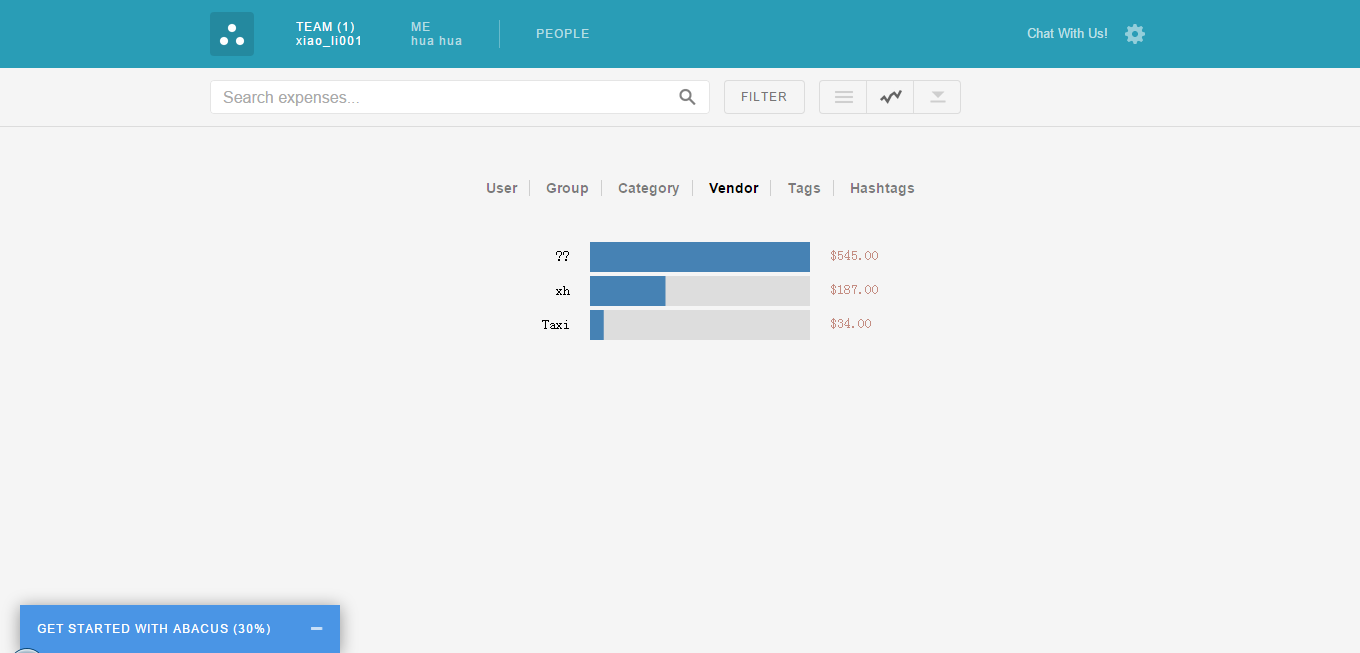 TEAM (1)
xiao_li001
ME
hua hua
PEOPLE
Chat With Us!
Search expenses...
FILTER
User
Group
Category
Vendor
Tags
Hashtags
?? $545.00
xh $187.00
Taxi $34.00
GET STARTED WITH ABACUS (30%)